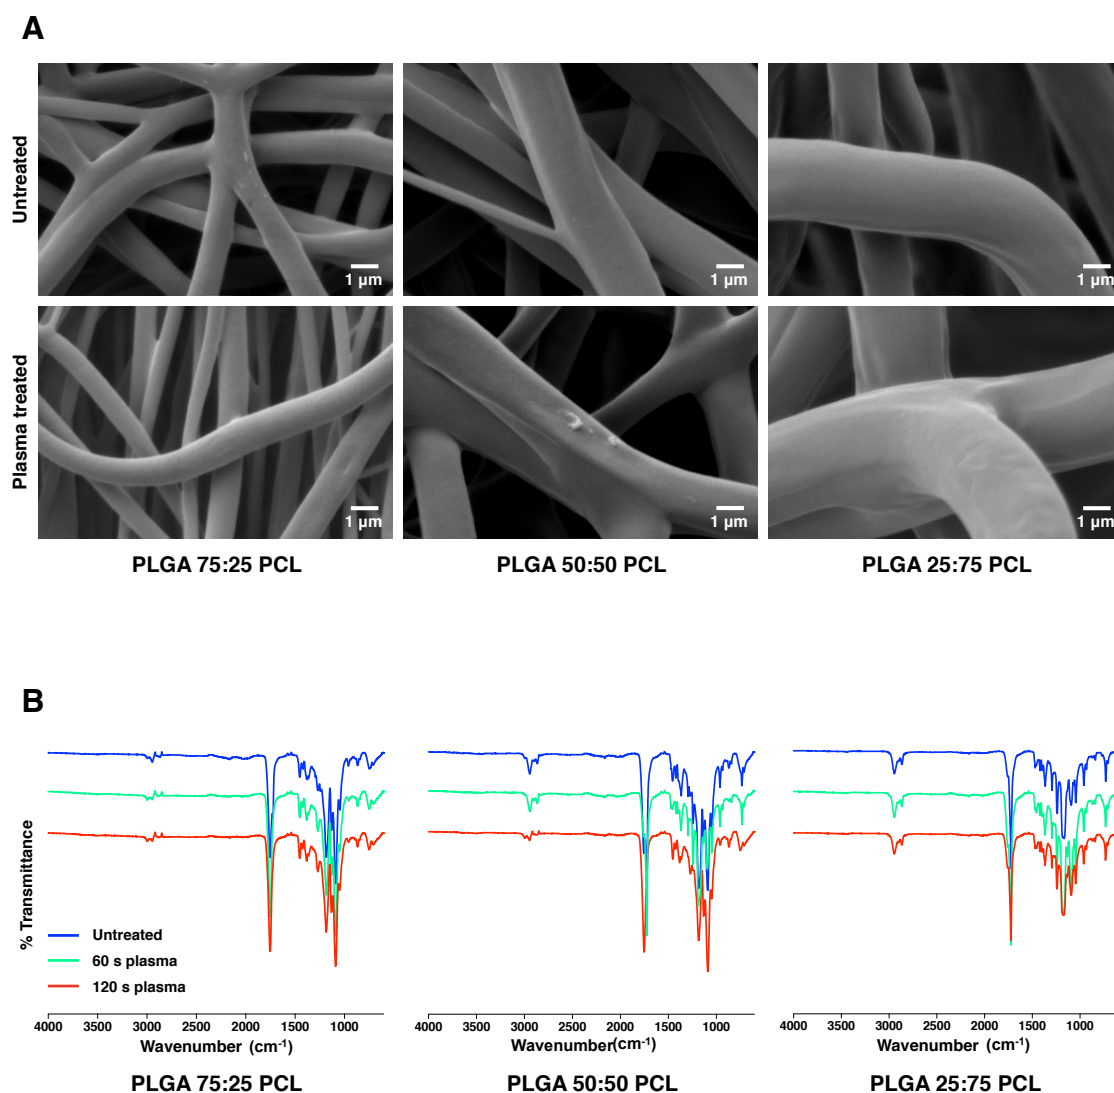 A
Untreated
1 µm
1 µm
1 µm
Plasma treated
1 µm
1 µm
1 µm
PLGA 75:25 PCL
PLGA 50:50 PCL
PLGA 25:75 PCL
B
% Transmittance
Untreated
60 s plasma
120 s plasma
4000 3500 3000 2500 2000 1500 1000
4000 3500 3000 2500 2000 1500 1000
4000 3000 2000 1000
Wavenumber (cm-1)
Wavenumber(cm-1)
Wavenumber (cm-1)
PLGA 75:25 PCL
PLGA 50:50 PCL
PLGA 25:75 PCL